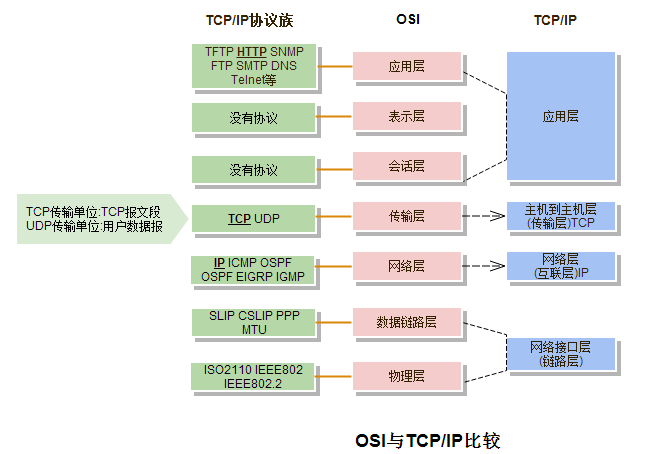 TCP/IP协议族
OSI
TCP/IP
TFTP HTTP SNMP
FTP SMTP DNS
Telnet等
应用层
应用层
没有协议
表示层
没有协议
会话层
TCP传输单位:TCP报文段
UDP传输单位:用户数据报
TCP UDP
传输层
主机到主机层
(传输层)TCP
IP ICMP OSPF
OSPF EIGRP IGMP
网络层
网络层
(互联层)IP
SLIP CSLIP PPP
MTU
数据链路层
网络接口层
(链路层)
ISO2110 IEEE802
IEEE802.2
物理层
OSI与TCP/IP比较